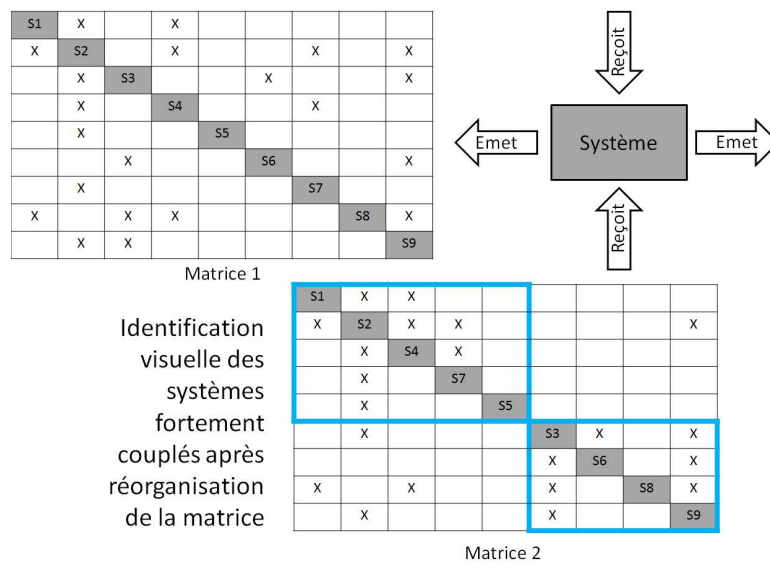 S1 X X
X S2 X X X
X S3 X X
X S4 X
X S5
X S6 X
X S7
X X X S8 X
X X S9
Matrice 1
Reçoit
Emet
Système
Emet
Reçoit
Identification
visuelle des
systèmes
fortement
couplés après
réorganisation
de la matrice
S1 X X
X S2 X X X
X S4 X
X S7
X S5
X S3 X X
X S6 X
X X X S8 X
X X S9
Matrice 2